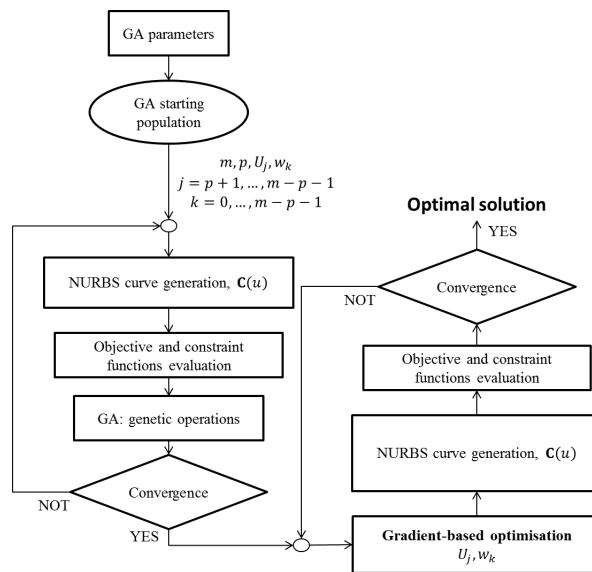 GA parameters
GA starting
population
m, p, U_j, w_k
j = p + 1, …, m − p − 1
k = 0, …, m − p − 1
NURBS curve generation, C(u)
Objective and constraint
functions evaluation
GA: genetic operations
Convergence
NOT
YES
Optimal solution
YES
Convergence
NOT
Objective and constraint
functions evaluation
NURBS curve generation, C(u)
Gradient-based optimisation
U_j, w_k